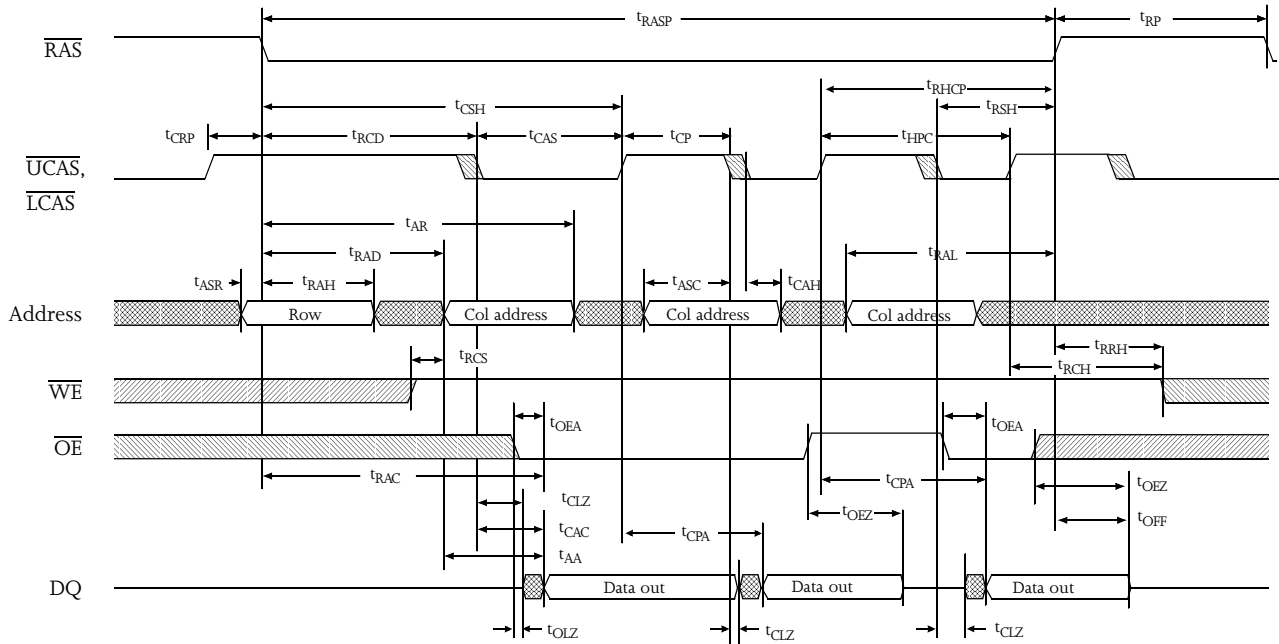 tRASP
tRP
RAS
tRHCP
tCSH
tRSH
tCRP
tRCD
tCAS
tCP
tHPC
UCAS,
LCAS
tAR
tRAD
tRAL
tASR
tRAH
tASC
tCAH
Address
Row
Col address
Col address
Col address
tRCS
tRRH
tRCH
WE
tOEA
tOEA
OE
tRAC
tCPA
tCLZ
tOEZ
tOEZ
tCAC
tCPA
tOFF
tAA
DQ
Data out
Data out
Data out
tOLZ
tCLZ
tCLZ